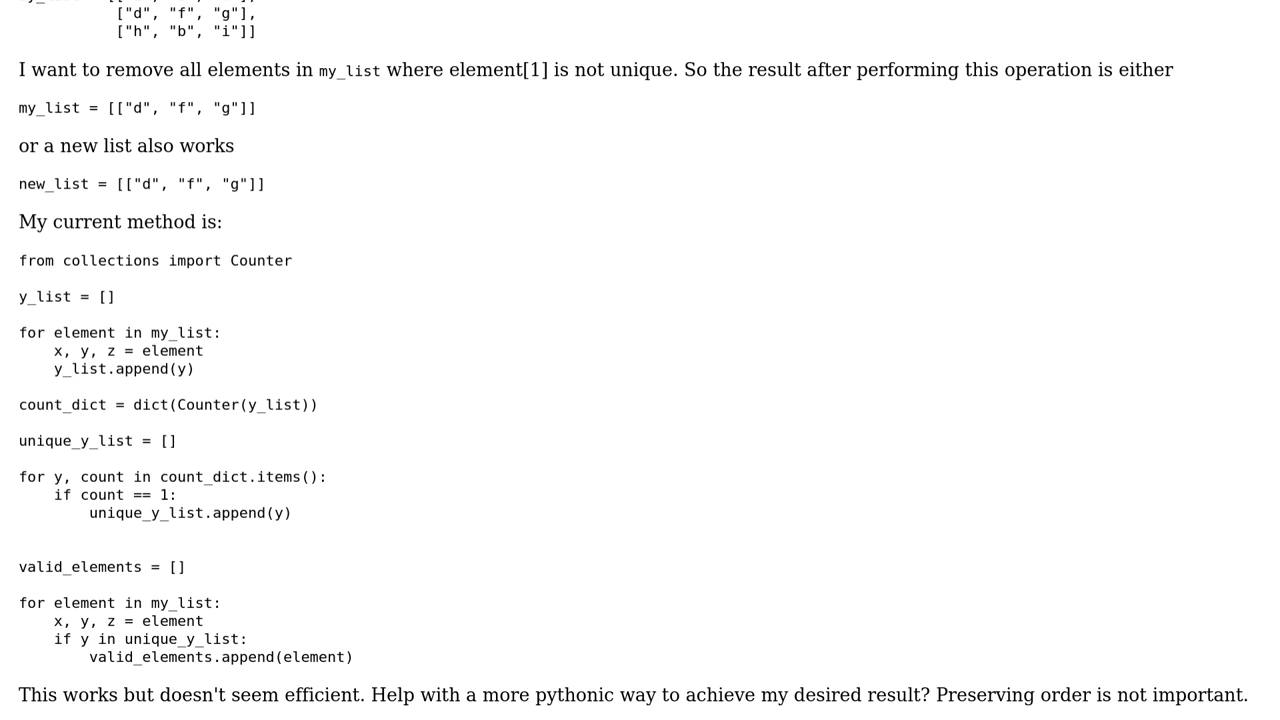 ["d", "f", "g"],
["h", "b", "i"]]
I want to remove all elements in my_list where element[1] is not unique. So the result after performing this operation is either
my_list = [["d", "f", "g"]]
or a new list also works
new_list = [["d", "f", "g"]]
My current method is:
from collections import Counter
y_list = []
for element in my_list:
    x, y, z = element
    y_list.append(y)
count_dict = dict(Counter(y_list))
unique_y_list = []
for y, count in count_dict.items():
    if count == 1:
        unique_y_list.append(y)
valid_elements = []
for element in my_list:
    x, y, z = element
    if y in unique_y_list:
        valid_elements.append(element)
This works but doesn't seem efficient. Help with a more pythonic way to achieve my desired result? Preserving order is not important.